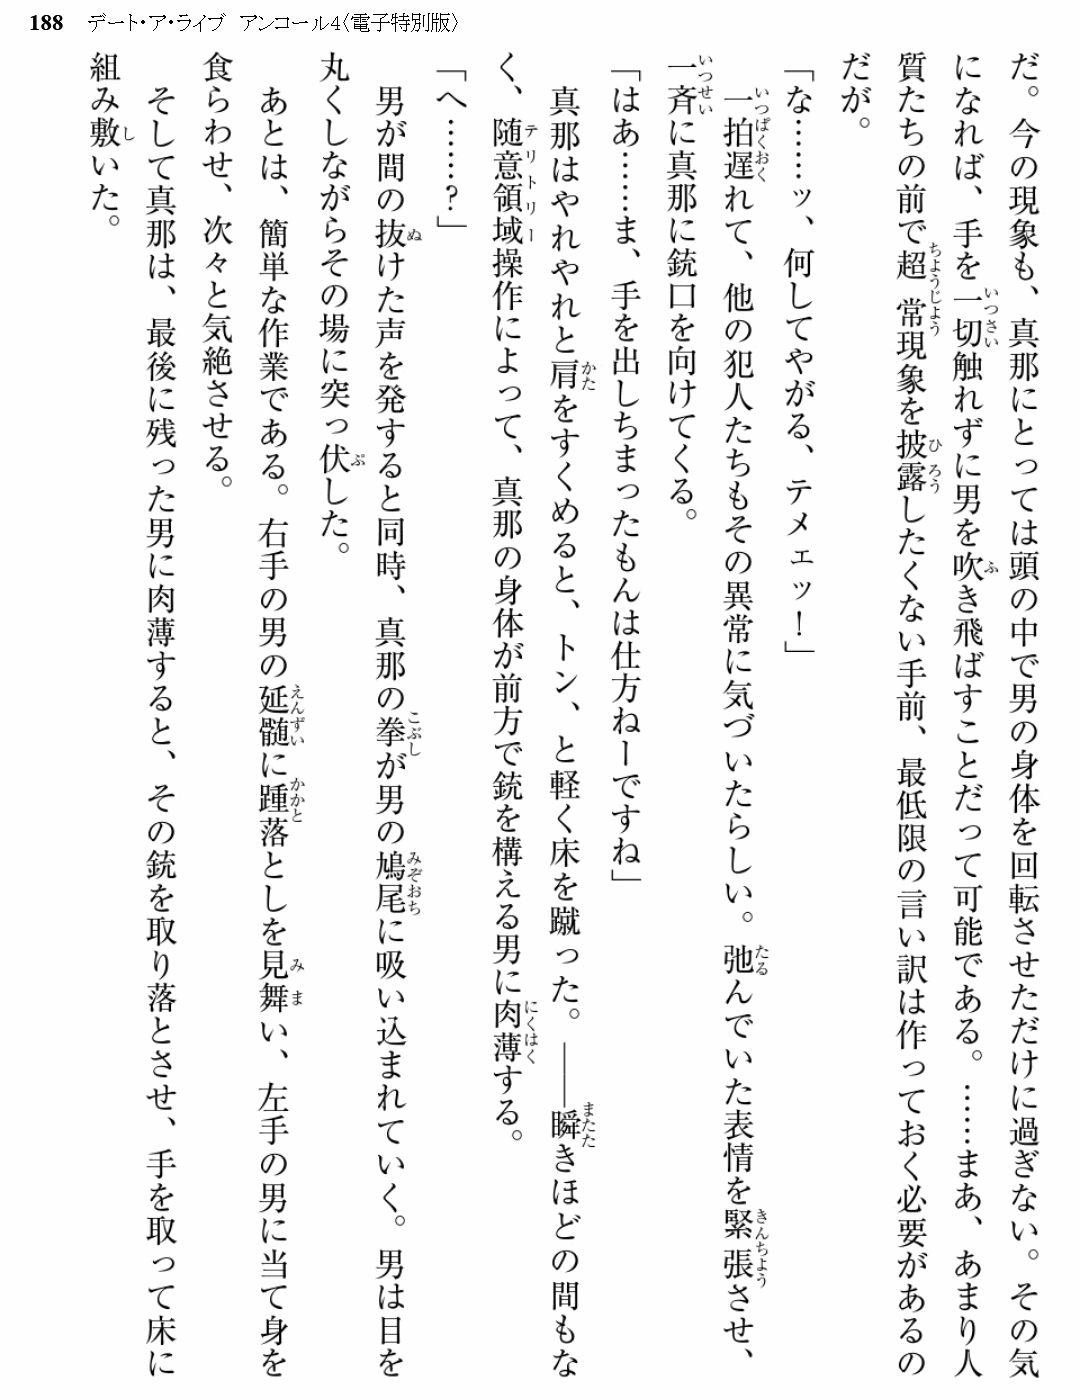 188 デート・ア・ライブ アンコール4〈電子特別版〉
だ。今の現象も、真那にとっては頭の中で男の身体を回転させただけに過ぎない。その気
になれば、手を一切触れずに男を吹き飛ばすことだって可能である。……まあ、あまり人
質たちの前で超常現象を披露したくない手前、最低限の言い訳は作っておく必要があるの
だが。
「な……ッ、何してやがる、テメェッ！」
一拍遅れて、他の犯人たちもその異常に気づいたらしい。弛んでいた表情を緊張させ、
一斉に真那に銃口を向けてくる。
「はあ……ま、手を出しちまったもんは仕方ねーですね」
真那はやれやれと肩をすくめると、トン、と軽く床を蹴った。――瞬きほどの間もな
く、随意領域操作によって、真那の身体が前方で銃を構える男に肉薄する。
「へ……？」
男が間の抜けた声を発すると同時、真那の拳が男の鳩尾に吸い込まれていく。男は目を
丸くしながらその場に突っ伏した。
あとは、簡単な作業である。右手の男の延髄に踵落としを見舞い、左手の男に当て身を
食らわせ、次々と気絶させる。
そして真那は、最後に残った男に肉薄すると、その銃を取り落とさせ、手を取って床に
組み敷いた。